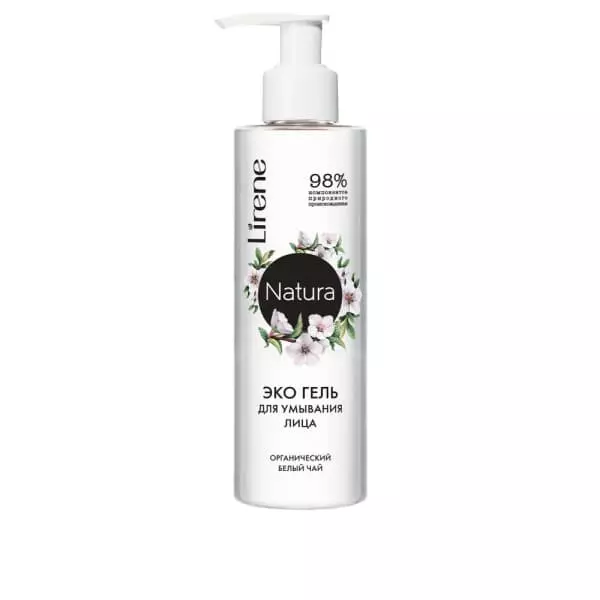 Lirene
98%
компонентов
природного
происхождения
Natura
ЭКО ГЕЛЬ
ДЛЯ УМЫВАНИЯ
ЛИЦА
ОРГАНИЧЕСКИЙ
БЕЛЫЙ ЧАЙ